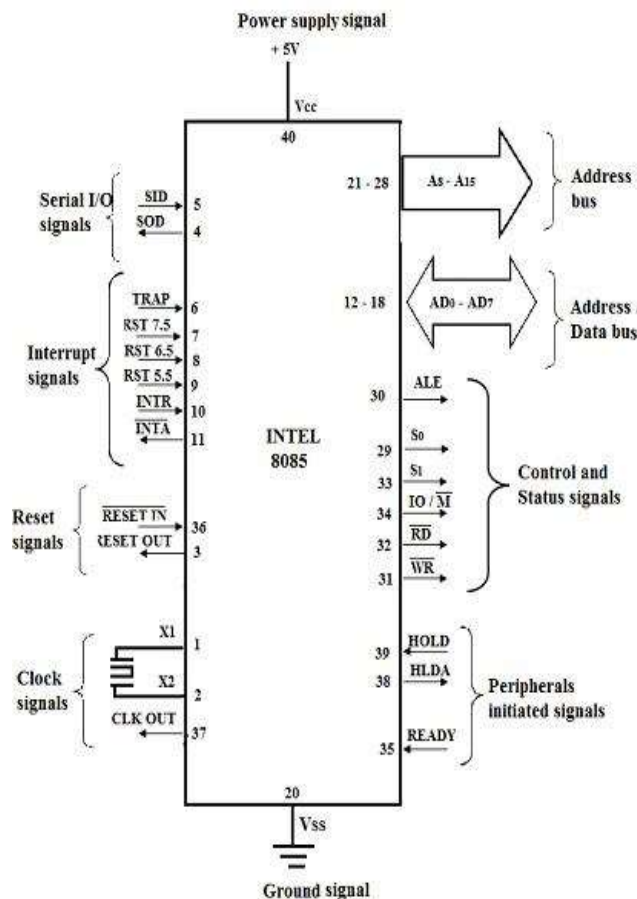 Power supply signal
+ 5V
Vcc
40
Serial I/O
signals
SID
5
SOD
4
21 - 28
A8 - A15
Address
bus
12 - 18
AD0 - AD7
Address /
Data bus
Interrupt
signals
TRAP
6
RST 7.5
7
RST 6.5
8
RST 5.5
9
INTR
10
INTA
11
INTEL
8085
30
ALE
29
S0
33
S1
34
IO / M
32
RD
31
WR
Control and
Status signals
Reset
signals
RESET IN
36
RESET OUT
3
Clock
signals
X1
1
X2
2
CLK OUT
37
39
HOLD
38
HLDA
35
READY
Peripherals
initiated signals
20
Vss
Ground signal